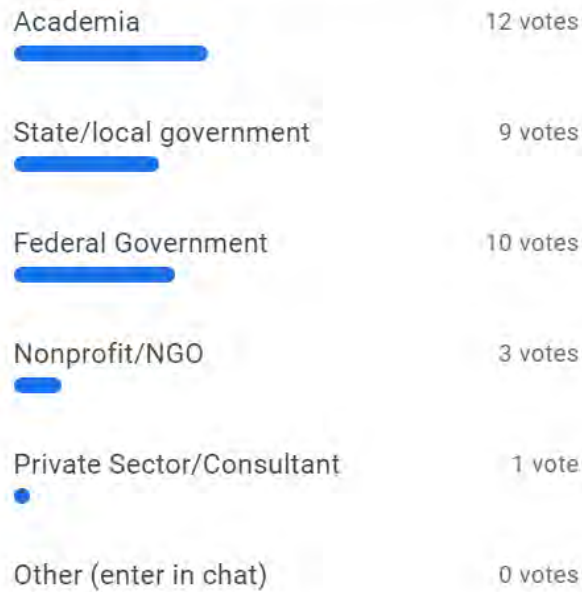 Academia 12 votes
State/local government 9 votes
Federal Government 10 votes
Nonprofit/NGO 3 votes
Private Sector/Consultant 1 vote
Other (enter in chat) 0 votes